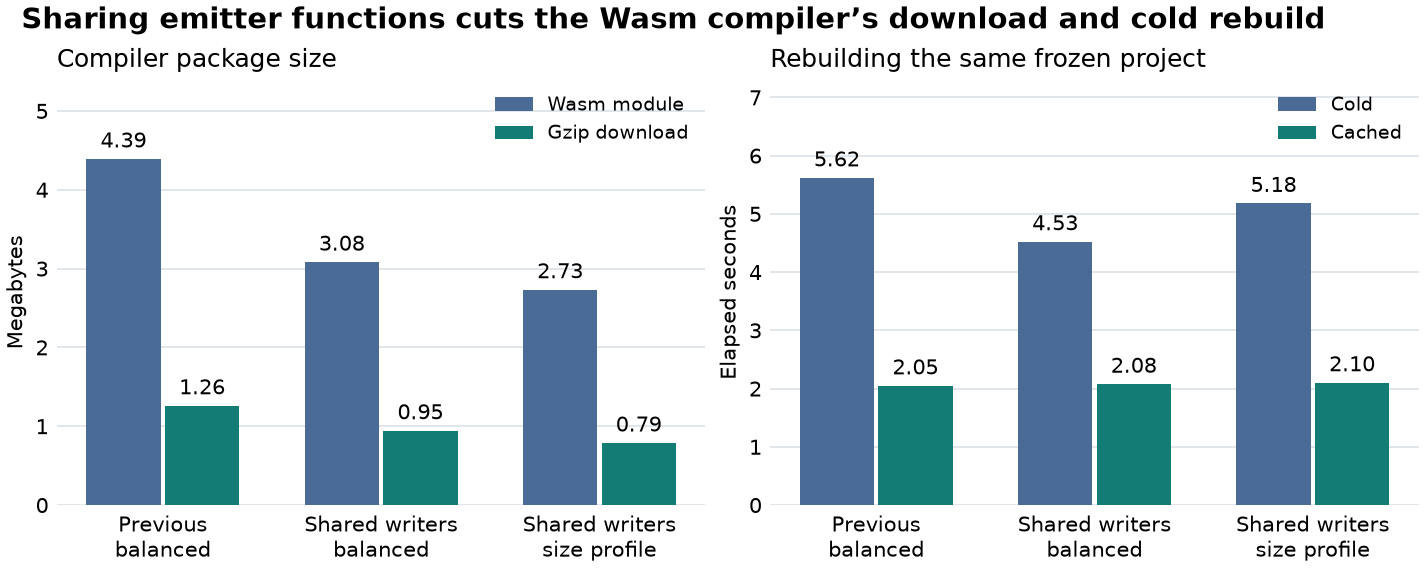 Sharing emitter functions cuts the Wasm compiler’s download and cold rebuild
Compiler package size
Megabytes
5
4
3
2
1
0
Wasm module
Gzip download
4.39
1.26
3.08
0.95
2.73
0.79
Previous
balanced
Shared writers
balanced
Shared writers
size profile
Rebuilding the same frozen project
Elapsed seconds
7
6
5
4
3
2
1
0
Cold
Cached
5.62
2.05
4.53
2.08
5.18
2.10
Previous
balanced
Shared writers
balanced
Shared writers
size profile